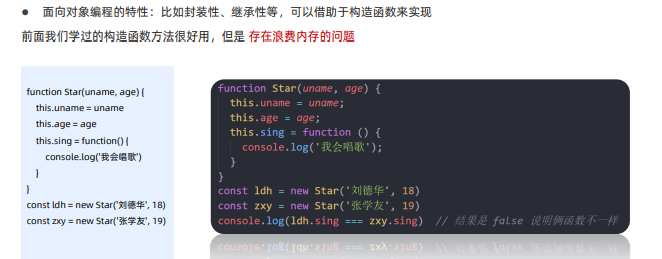 ● 面向对象编程的特性：比如封装性、继承性等，可以借助于构造函数来实现
前面我们学过的构造函数方法很好用，但是 存在浪费内存的问题
function Star(uname, age) {
this.uname = uname
this.age = age
this.sing = function() {
console.log('我会唱歌')
}
}
const ldh = new Star('刘德华', 18)
const zxy = new Star('张学友', 19)
function Star(uname, age) {
this.uname = uname;
this.age = age;
this.sing = function () {
console.log('我会唱歌');
}
}
const ldh = new Star('刘德华', 18)
const zxy = new Star('张学友', 19)
console.log(ldh.sing === zxy.sing) // 结果是 false 说明俩函数不一样